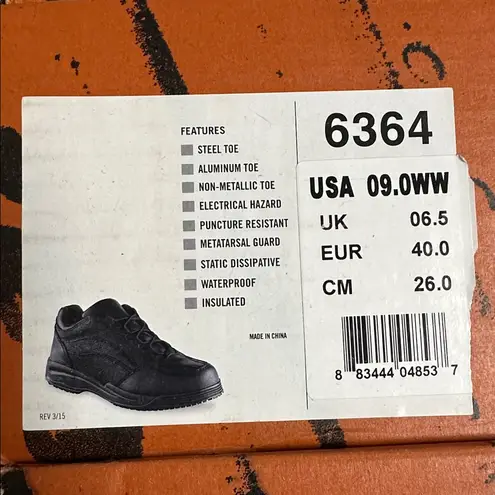 FEATURES
STEEL TOE
ALUMINUM TOE
NON-METALLIC TOE
ELECTRICAL HAZARD
PUNCTURE RESISTANT
METATARSAL GUARD
STATIC DISSIPATIVE
WATERPROOF
INSULATED
MADE IN CHINA
REV 3/15
6364
USA 09.0WW
UK 06.5
EUR 40.0
CM 26.0
8 83444 04853 7